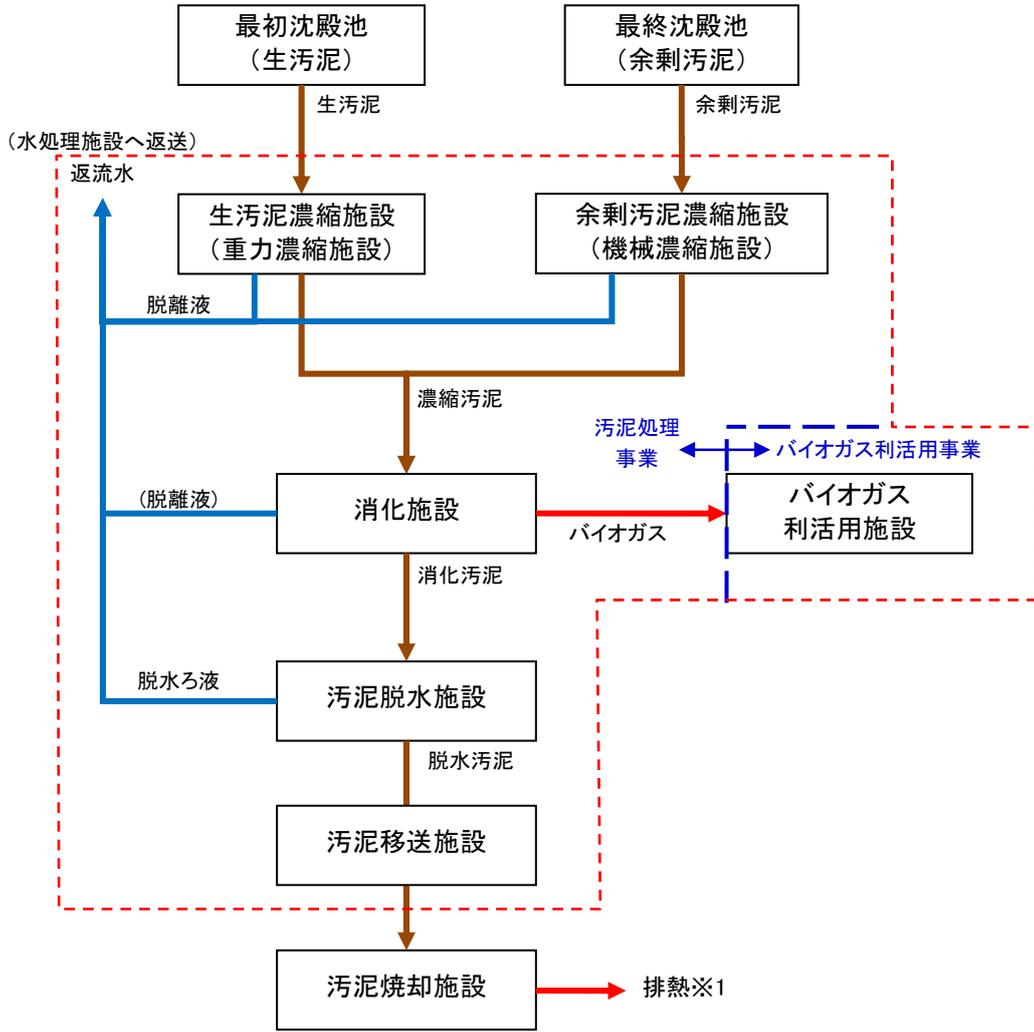 最初沈殿池
（生汚泥）
最終沈殿池
（余剰汚泥）
生汚泥
余剰汚泥
（水処理施設へ返送）
返流水
生汚泥濃縮施設
（重力濃縮施設）
余剰汚泥濃縮施設
（機械濃縮施設）
脱離液
濃縮汚泥
汚泥処理
事業
バイオガス利活用事業
（脱離液）
消化施設
バイオガス
バイオガス
利活用施設
消化汚泥
脱水ろ液
汚泥脱水施設
脱水汚泥
汚泥移送施設
汚泥焼却施設
排熱※1